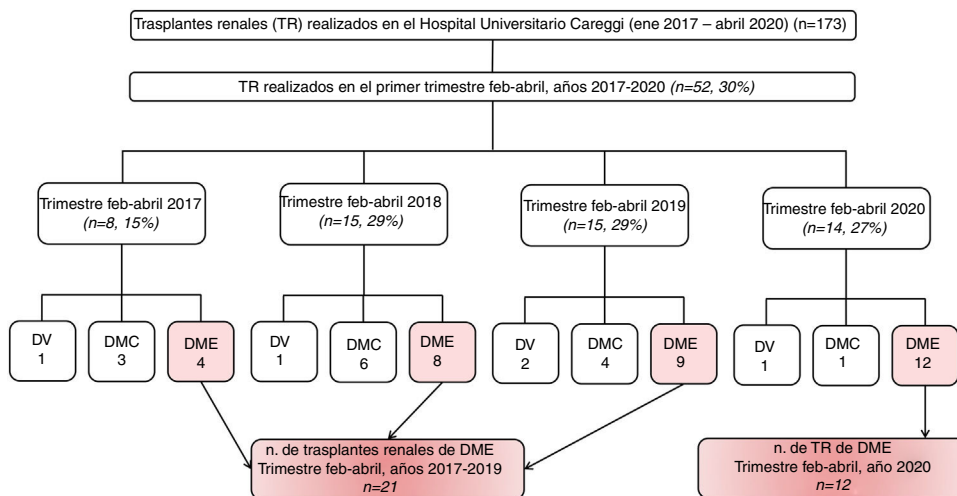 Trasplantes renales (TR) realizados en el Hospital Universitario Careggi (ene 2017 – abril 2020) (n=173)
TR realizados en el primer trimestre feb-abril, años 2017-2020 (n=52, 30%)
Trimestre feb-abril 2017
(n=8, 15%)
Trimestre feb-abril 2018
(n=15, 29%)
Trimestre feb-abril 2019
(n=15, 29%)
Trimestre feb-abril 2020
(n=14, 27%)
DV
1
DMC
3
DME
4
DV
1
DMC
6
DME
8
DV
2
DMC
4
DME
9
DV
1
DMC
1
DME
12
n. de trasplantes renales de DME
Trimestre feb-abril, años 2017-2019
n=21
n. de TR de DME
Trimestre feb-abril, año 2020
n=12